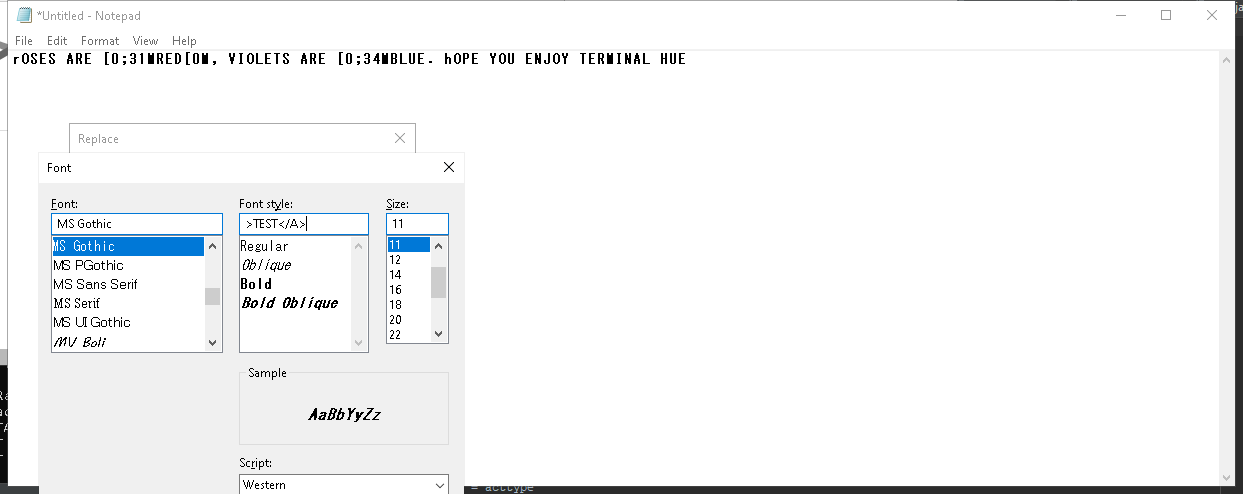 *Untitled - Notepad
File Edit Format View Help
rOSES ARE [0;31MRED[0M, VIOLETS ARE [0;34MBLUE. hOPE YOU ENJOY TERMINAL HUE
Replace
Font
Font: Font style: Size:
MS Gothic >TEST</A> 11
MS Gothic Regular 11
MS PGothic Oblique 12
MS Sans Serif Bold 14
MS Serif Bold Oblique 16
MS UI Gothic 18
MV Boli 20
22
Sample
AaBbYyZz
Script:
Western
= acctype